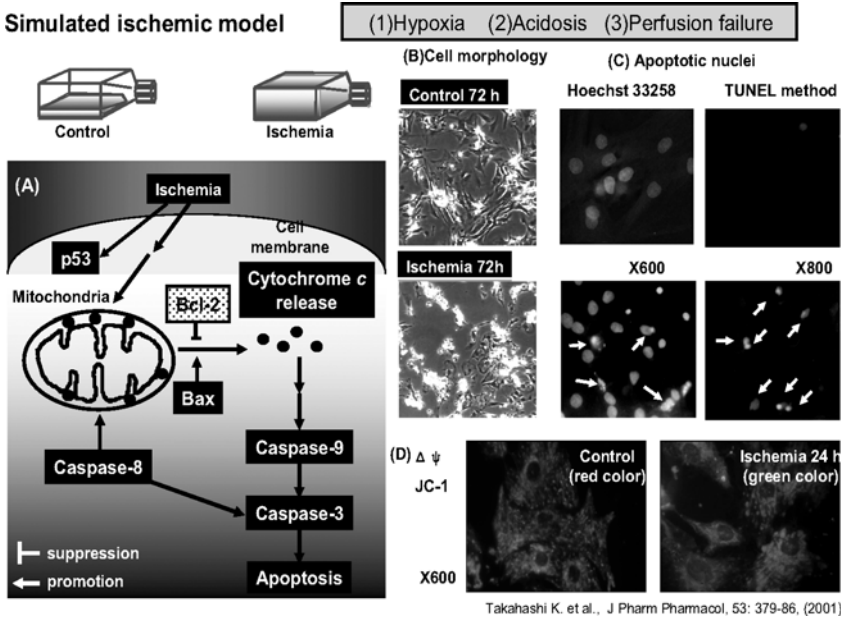 Simulated ischemic model
(1)Hypoxia (2)Acidosis (3)Perfusion failure
Control
Ischemia
(A)
Ischemia
p53
Cell
membrane
Mitochondria
Bcl-2
Cytochrome c
release
Bax
Caspase-8
Caspase-9
Caspase-3
Apoptosis
suppression
promotion
(B)Cell morphology
Control 72 h
Ischemia 72h
(C) Apoptotic nuclei
Hoechst 33258
TUNEL method
X600
X800
(D) Δ ψ
JC-1
X600
Control
(red color)
Ischemia 24 h
(green color)
Takahashi K. et al., J Pharm Pharmacol, 53: 379-86, (2001)